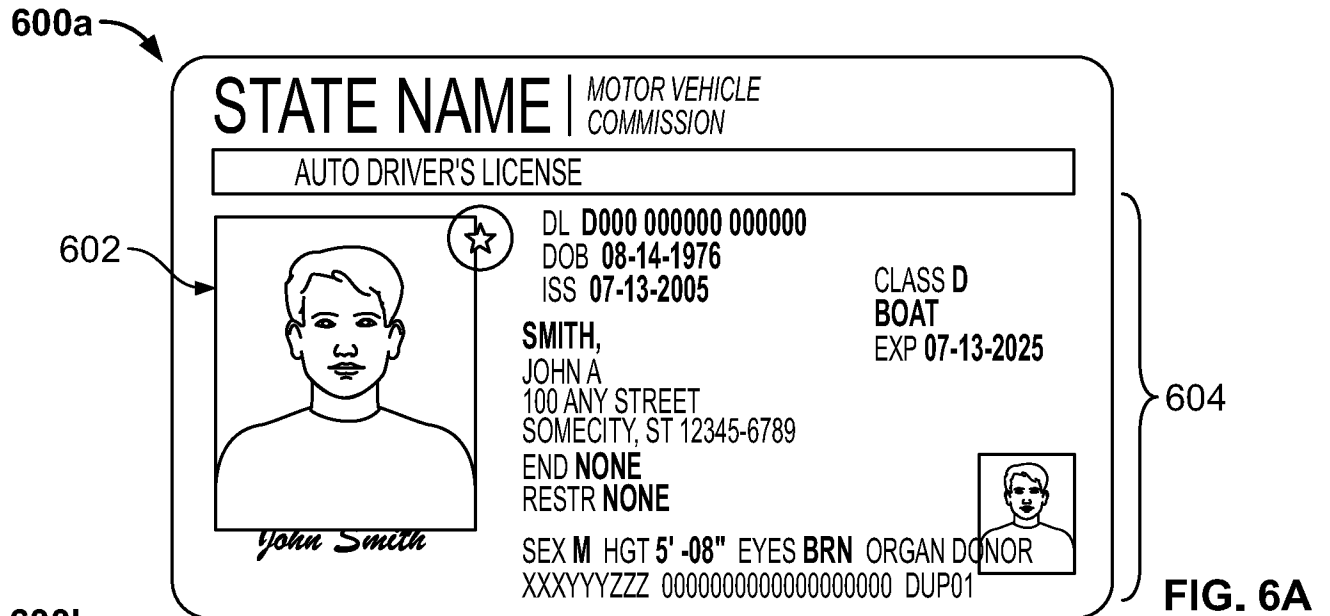 600a
STATE NAME
MOTOR VEHICLE
COMMISSION
AUTO DRIVER'S LICENSE
602
DL D000 000000 000000
DOB 08-14-1976
ISS 07-13-2005
CLASS D
BOAT
EXP 07-13-2025
SMITH,
JOHN A
100 ANY STREET
SOMECITY, ST 12345-6789
END NONE
RESTR NONE
604
John Smith
SEX M HGT 5' -08" EYES BRN ORGAN DONOR
XXXYYYZZZ 0000000000000000000 DUP01
FIG. 6A